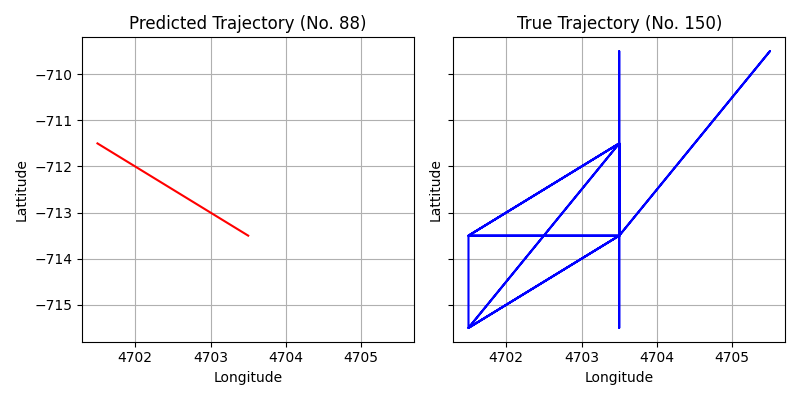 Predicted Trajectory (No. 88)
True Trajectory (No. 150)
Lattitude
−710
−711
−712
−713
−714
−715
4702
4703
4704
4705
Longitude
Lattitude
4702
4703
4704
4705
Longitude